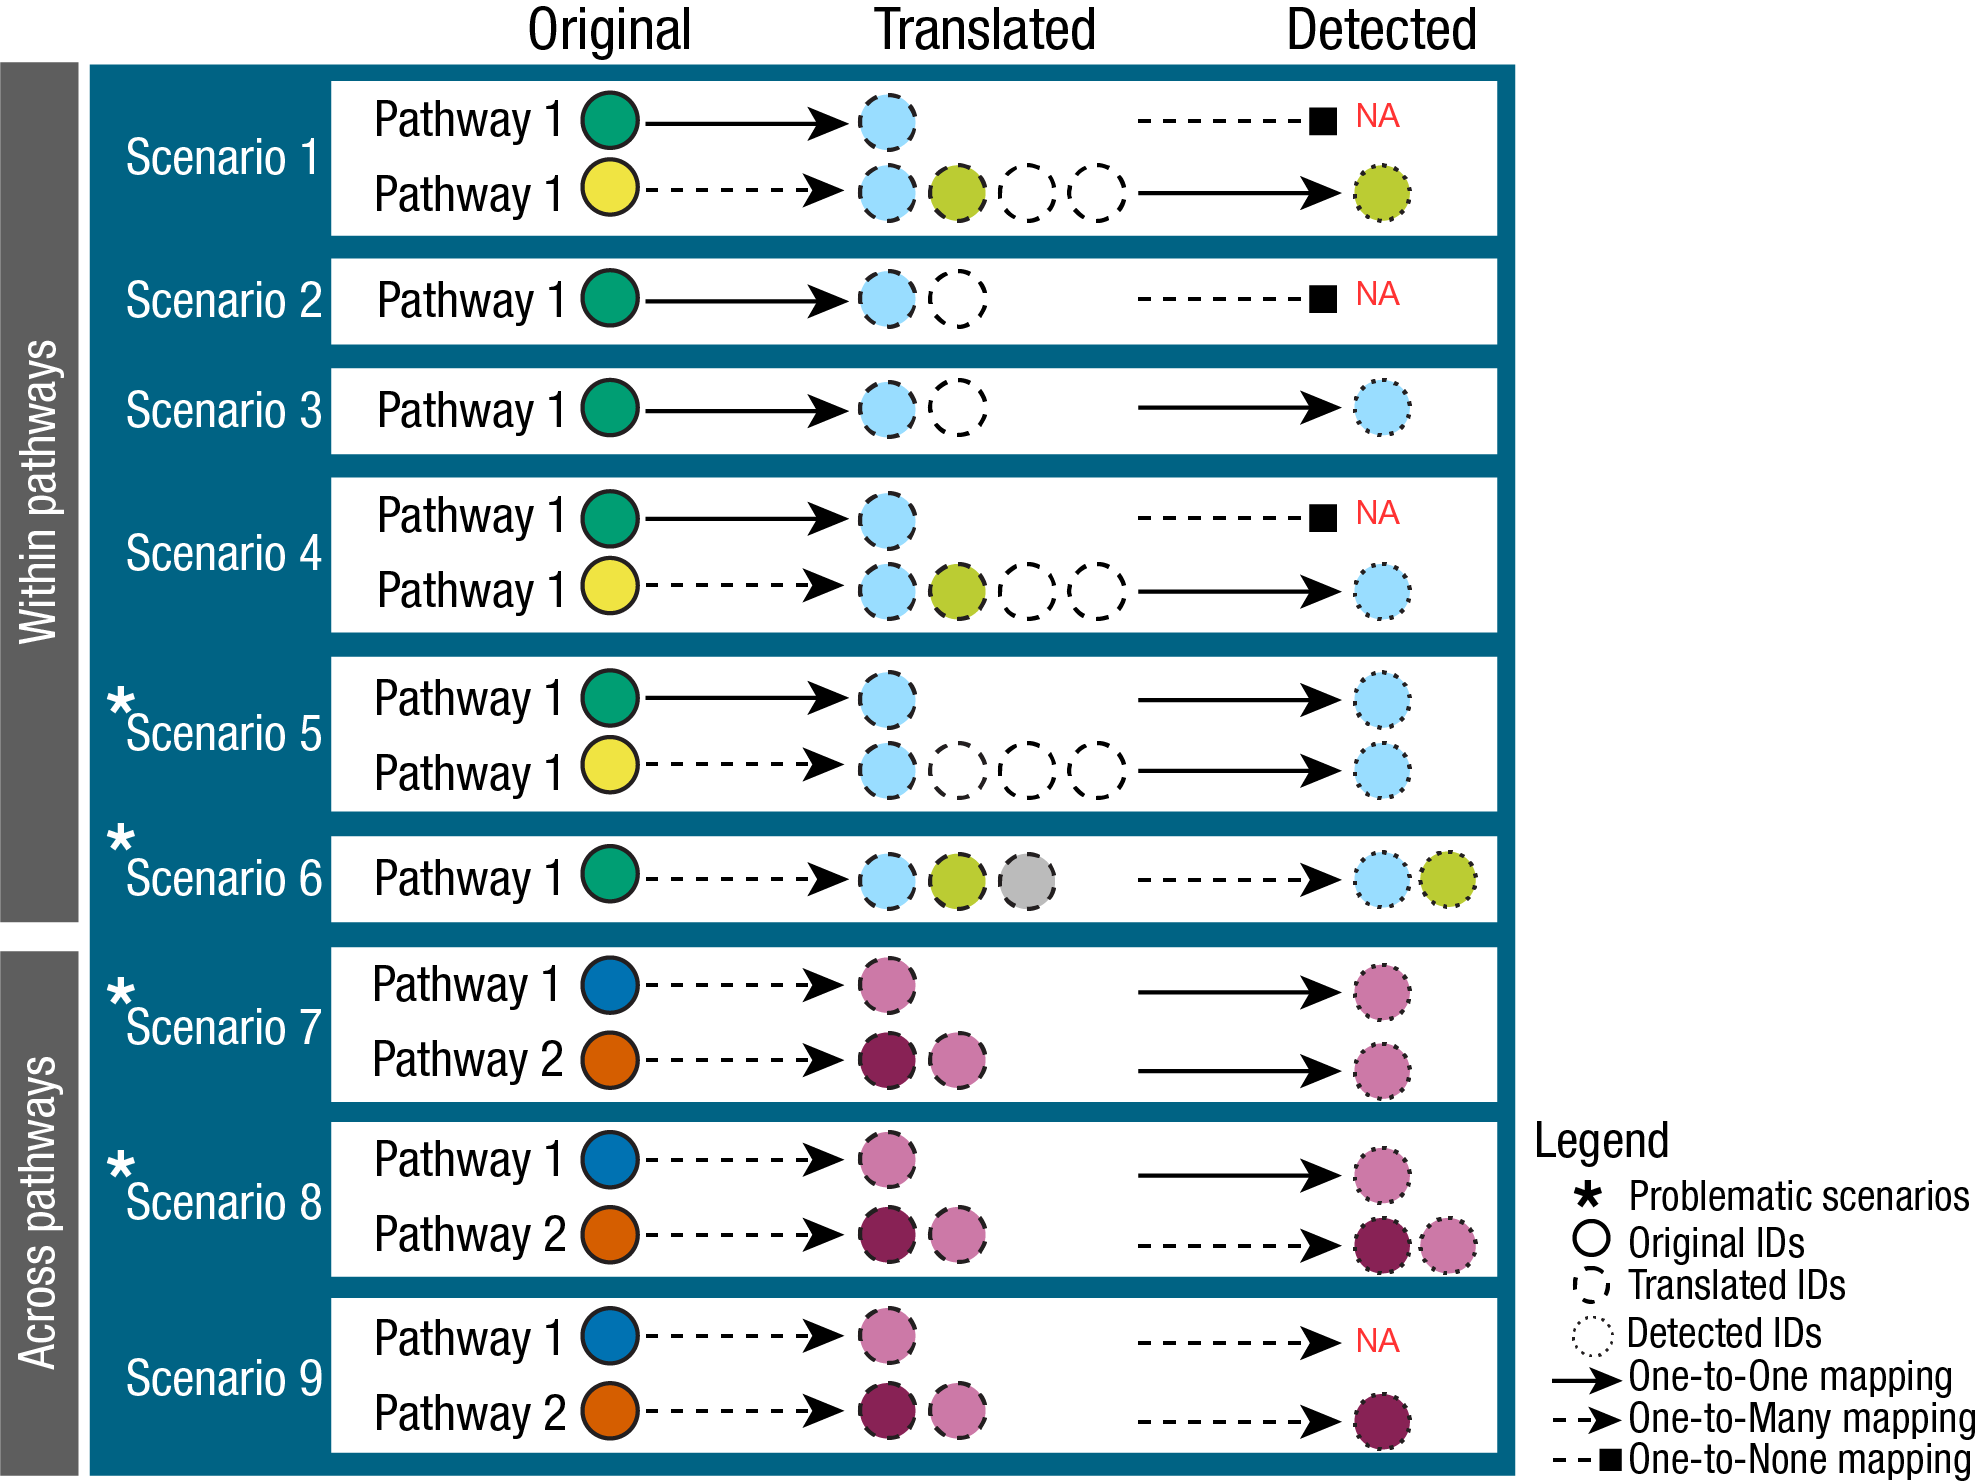 Original Translated Detected
Within pathways
Scenario 1
Pathway 1 NA
Pathway 1
Scenario 2
Pathway 1 NA
Scenario 3
Pathway 1
Scenario 4
Pathway 1 NA
Pathway 1
*Scenario 5
Pathway 1
Pathway 1
*Scenario 6
Pathway 1
Across pathways
*Scenario 7
Pathway 1
Pathway 2
*Scenario 8
Pathway 1
Pathway 2
Scenario 9
Pathway 1 NA
Pathway 2
Legend
* Problematic scenarios
Original IDs
Translated IDs
Detected IDs
One-to-One mapping
One-to-Many mapping
One-to-None mapping